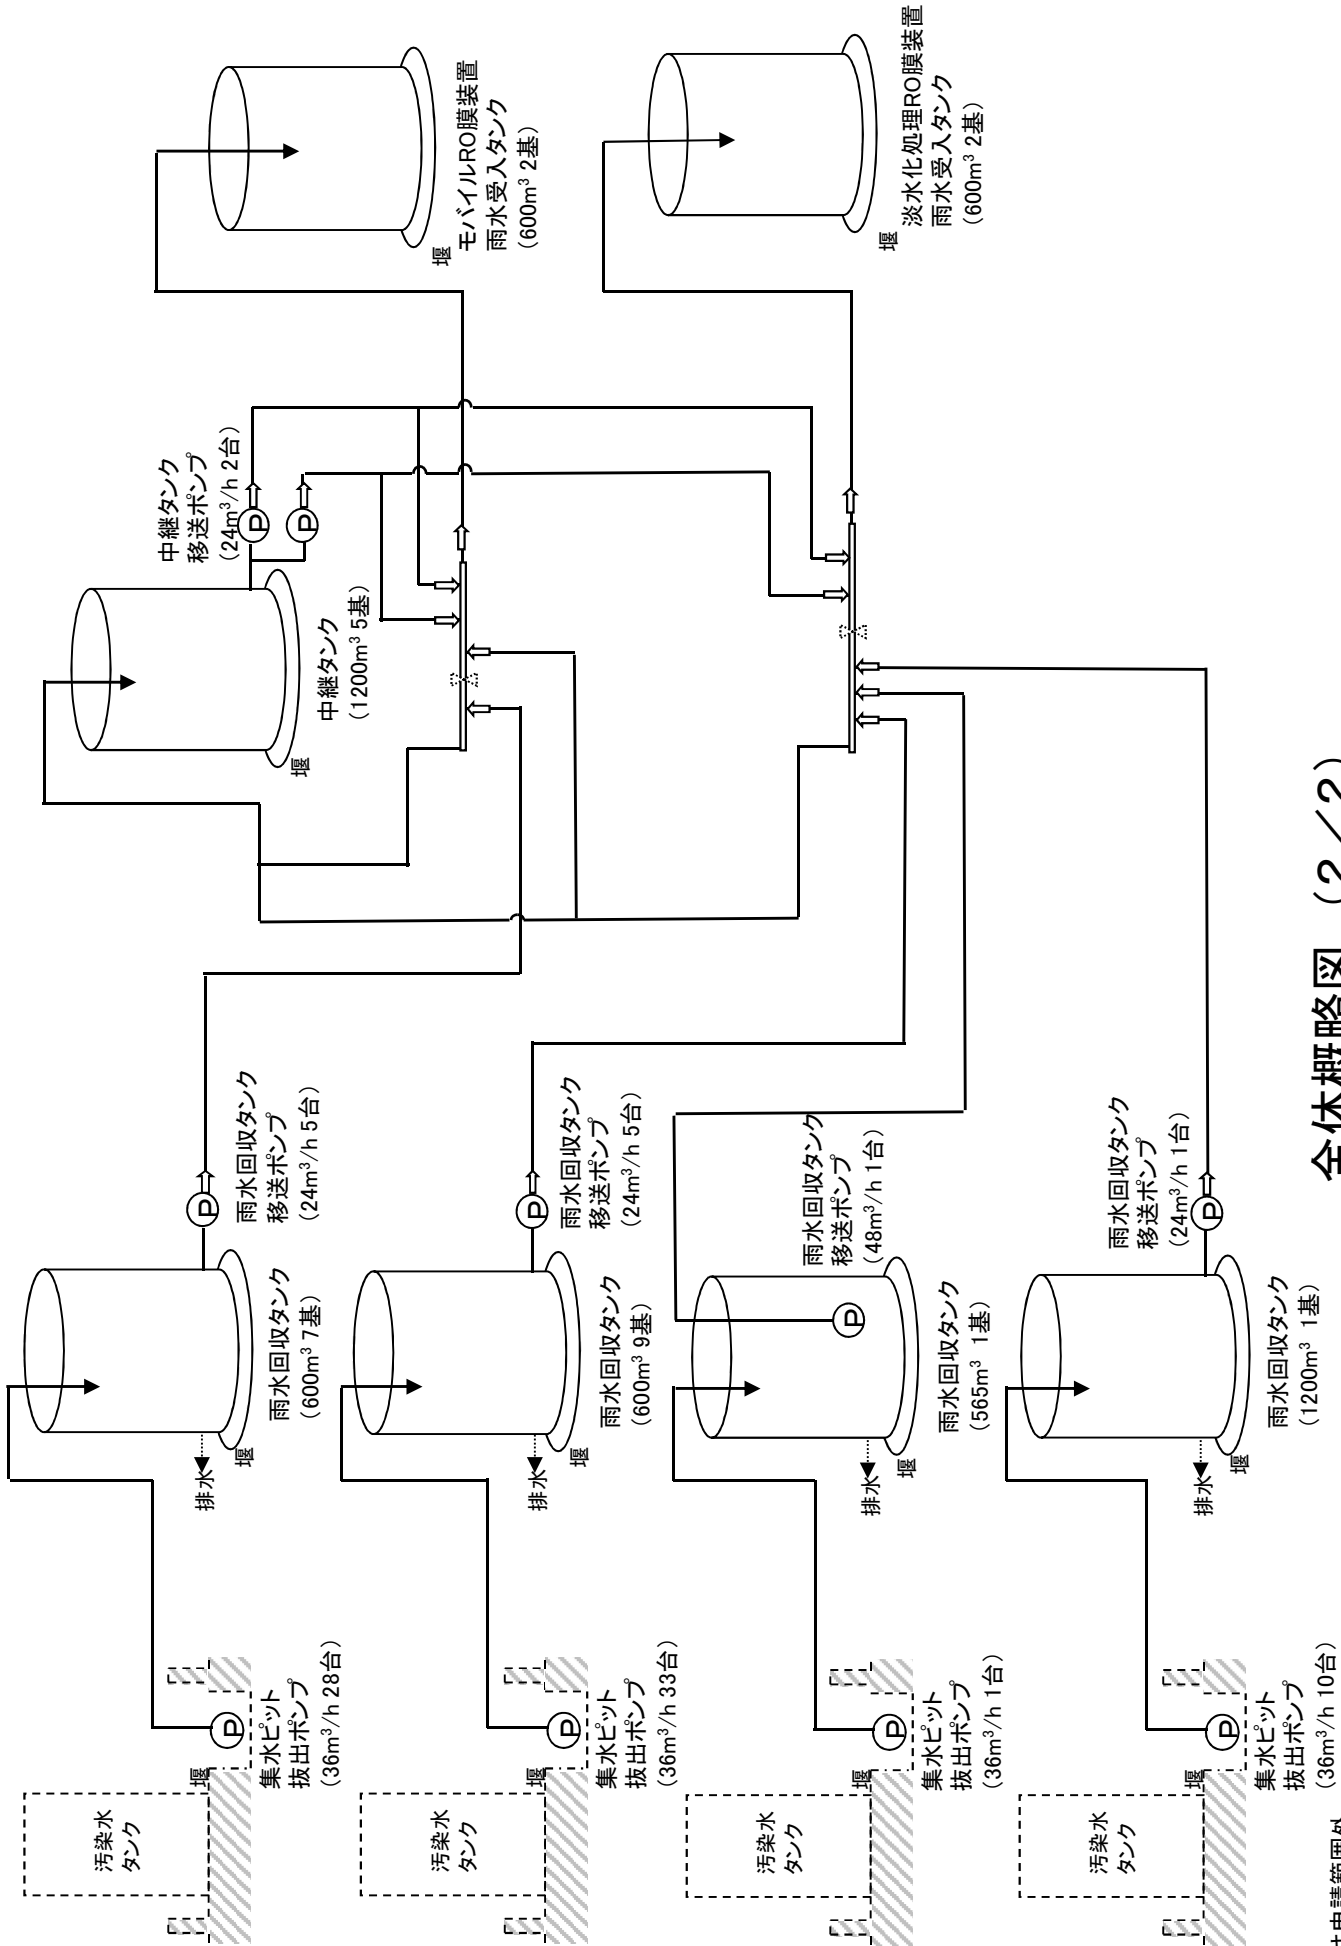 汚染水
タンク
堰
集水ピット
抜出ポンプ
(36m³/h 28台)
P
排水
堰
雨水回収タンク
(600m³ 7基)
P
雨水回収タンク
移送ポンプ
(24m³/h 5台)
堰
中継タンク
(1200m³ 5基)
中継タンク
移送ポンプ
(24m³/h 2台)
P
P
堰
モバイルRO膜装置
雨水受入タンク
(600m³ 2基)
汚染水
タンク
堰
集水ピット
抜出ポンプ
(36m³/h 33台)
P
排水
堰
雨水回収タンク
(600m³ 9基)
P
雨水回収タンク
移送ポンプ
(24m³/h 5台)
堰
淡水化処理RO膜装置
雨水受入タンク
(600m³ 2基)
汚染水
タンク
堰
集水ピット
抜出ポンプ
(36m³/h 1台)
P
排水
堰
雨水回収タンク
(565m³ 1基)
P
雨水回収タンク
移送ポンプ
(48m³/h 1台)
汚染水
タンク
堰
集水ピット
抜出ポンプ
(36m³/h 10台)
P
排水
堰
雨水回収タンク
(1200m³ 1基)
P
雨水回収タンク
移送ポンプ
(24m³/h 1台)
全体概略図 (2/2)
申請範囲外